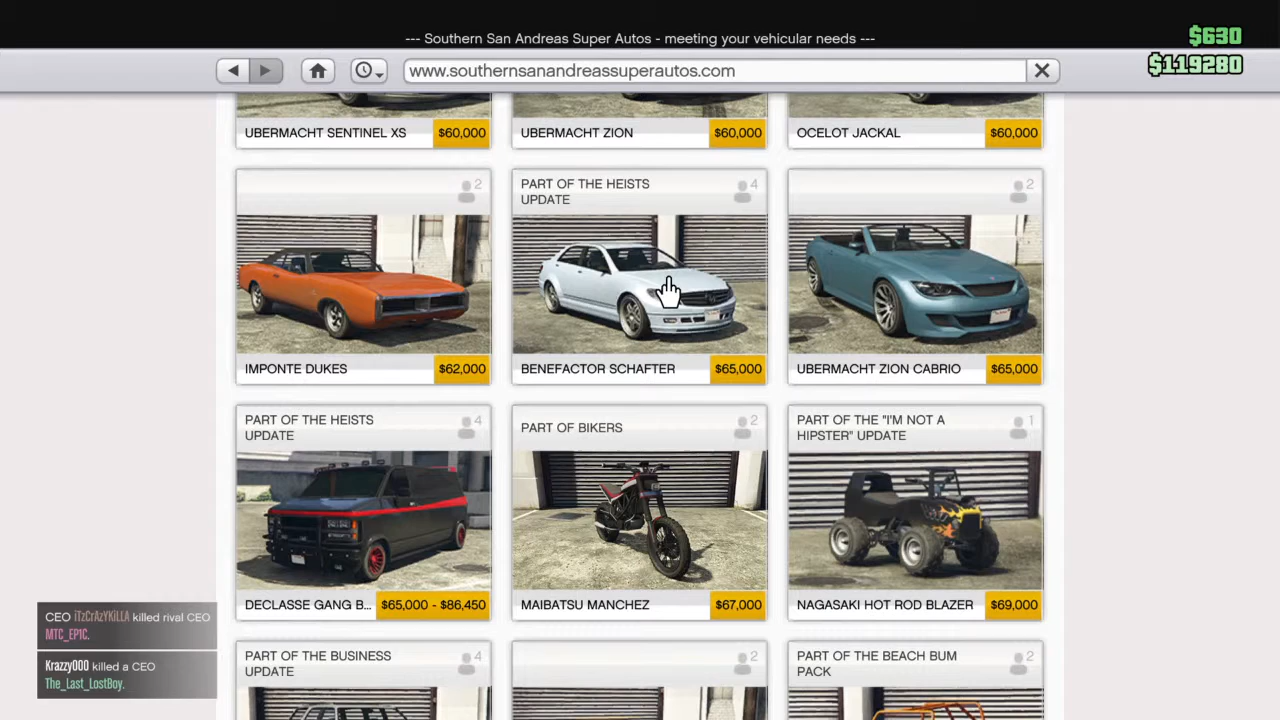 --- Southern San Andreas Super Autos - meeting your vehicular needs ---
$630
www.southernsanandreassuperautos.com
$119280
UBERMACHT SENTINEL XS $60,000
UBERMACHT ZION $60,000
OCELOT JACKAL $60,000
2
IMPONTE DUKES $62,000
PART OF THE HEISTS
UPDATE
4
BENEFACTOR SCHAFTER $65,000
2
UBERMACHT ZION CABRIO $65,000
PART OF THE HEISTS
UPDATE
4
DECLASSE GANG B... $65,000 - $86,450
PART OF BIKERS
2
MAIBATSU MANCHEZ $67,000
PART OF THE "I'M NOT A
HIPSTER" UPDATE
1
NAGASAKI HOT ROD BLAZER $69,000
CEO iTzCrAzYKiLLA killed rival CEO
MTC_EP1C.
Krazzy000 killed a CEO
The_Last_LostBoy.
PART OF THE BUSINESS
UPDATE
4
2
PART OF THE BEACH BUM
PACK
2